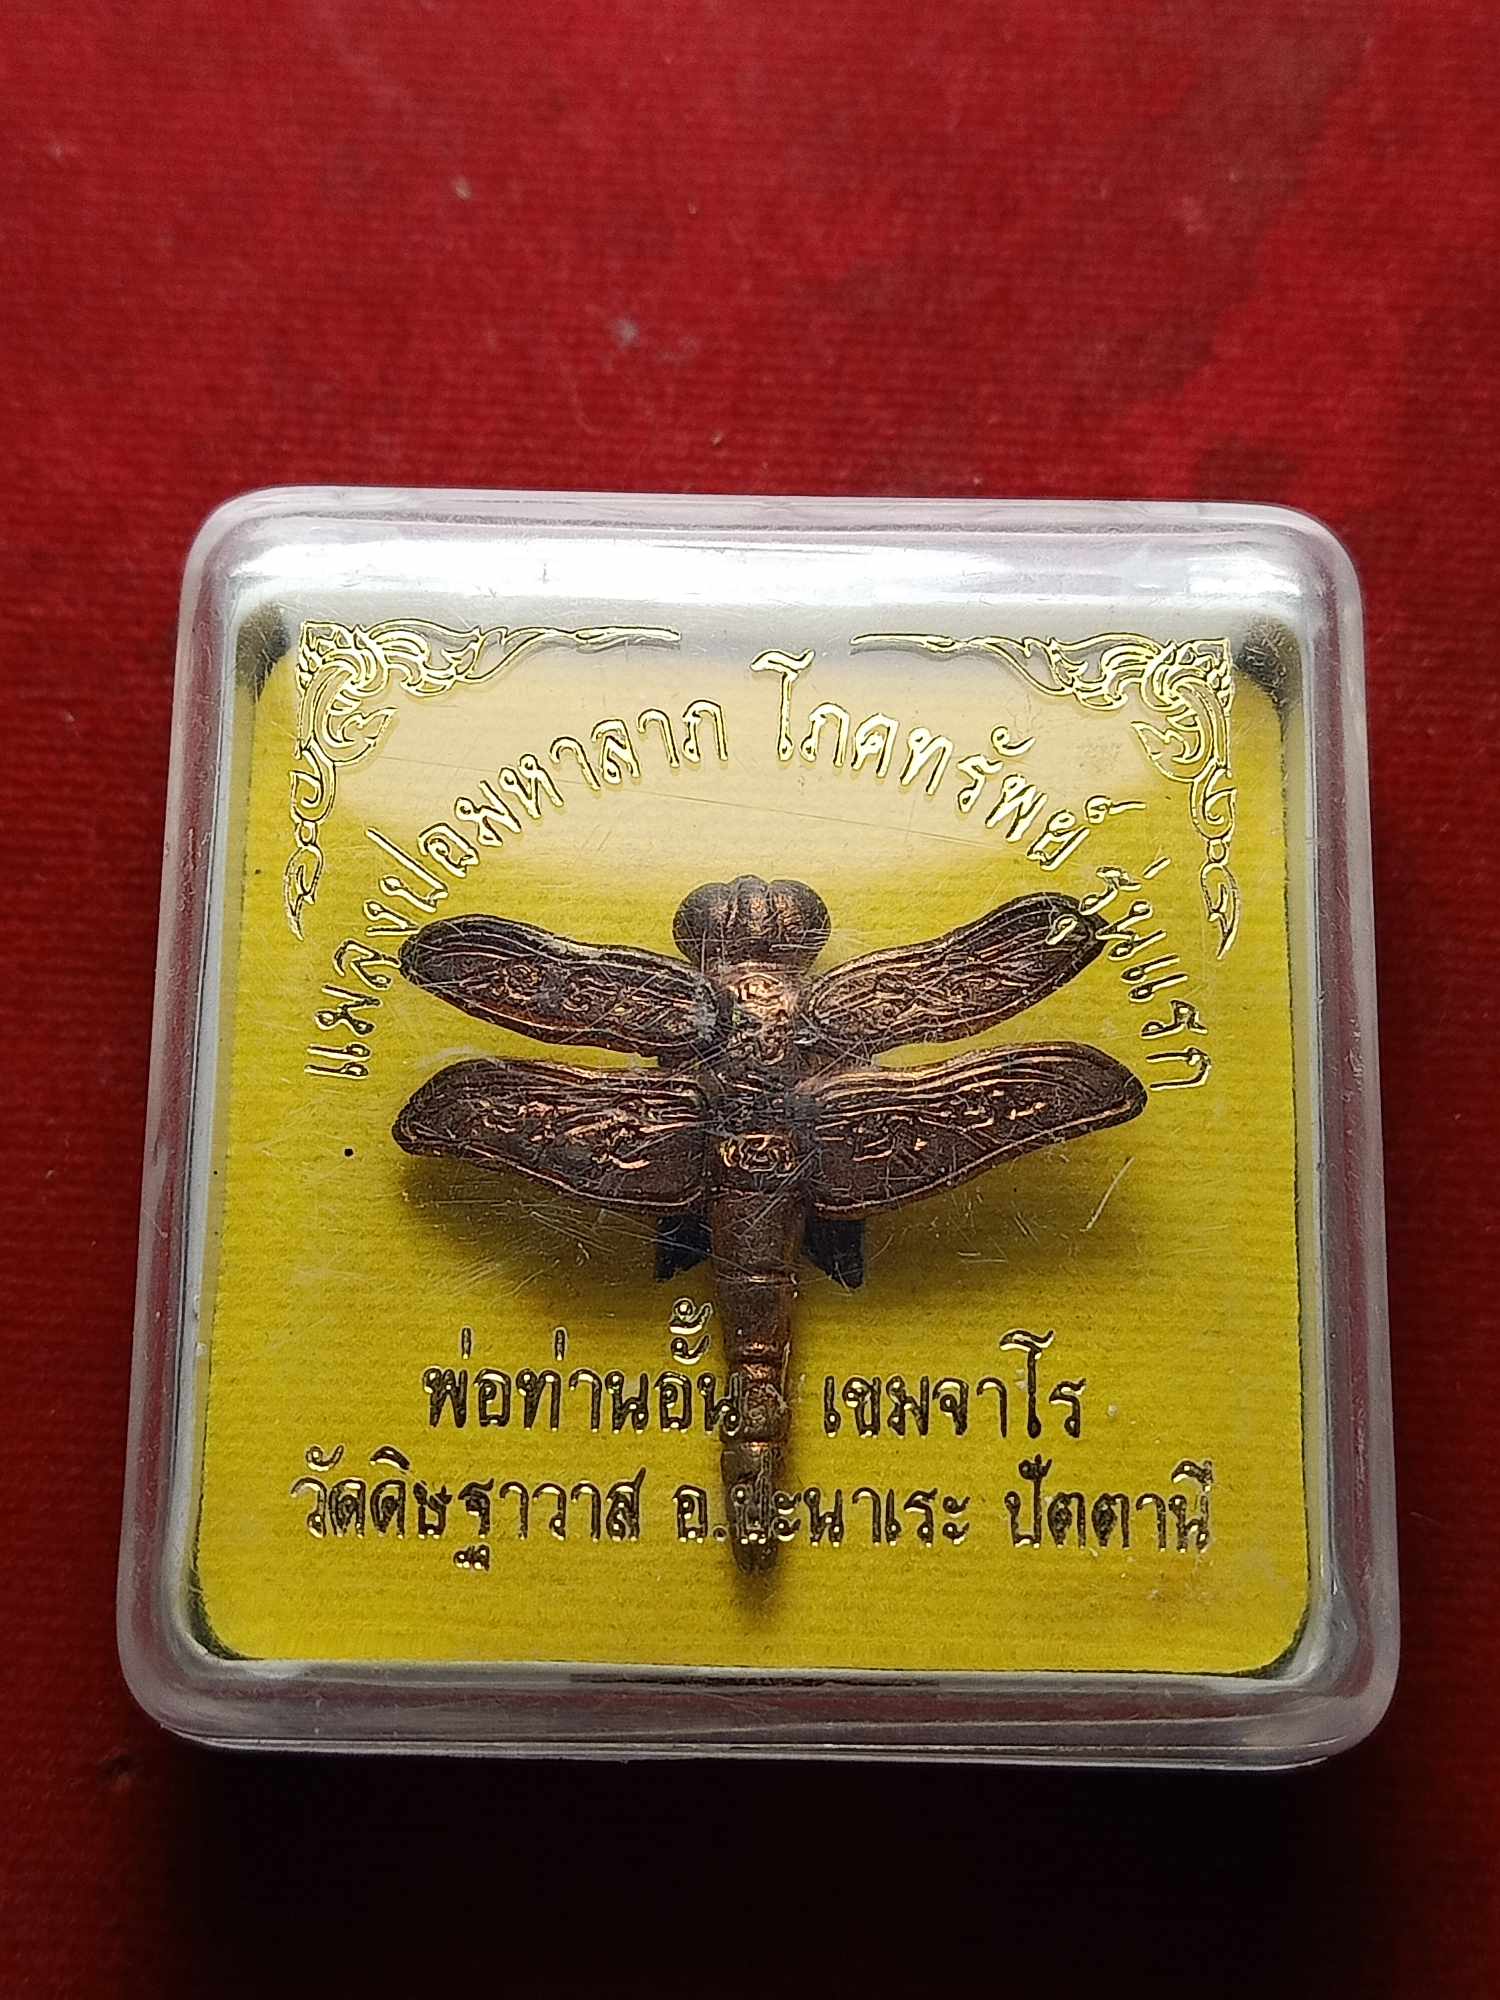 แมลงปอมหาลาภ โภคทรัพย์ รุ่นแรก
พ่อท่านอั้น เขมจาโร
วัดดิษฐาวาส อ.ปะนาเระ ปัตตานี